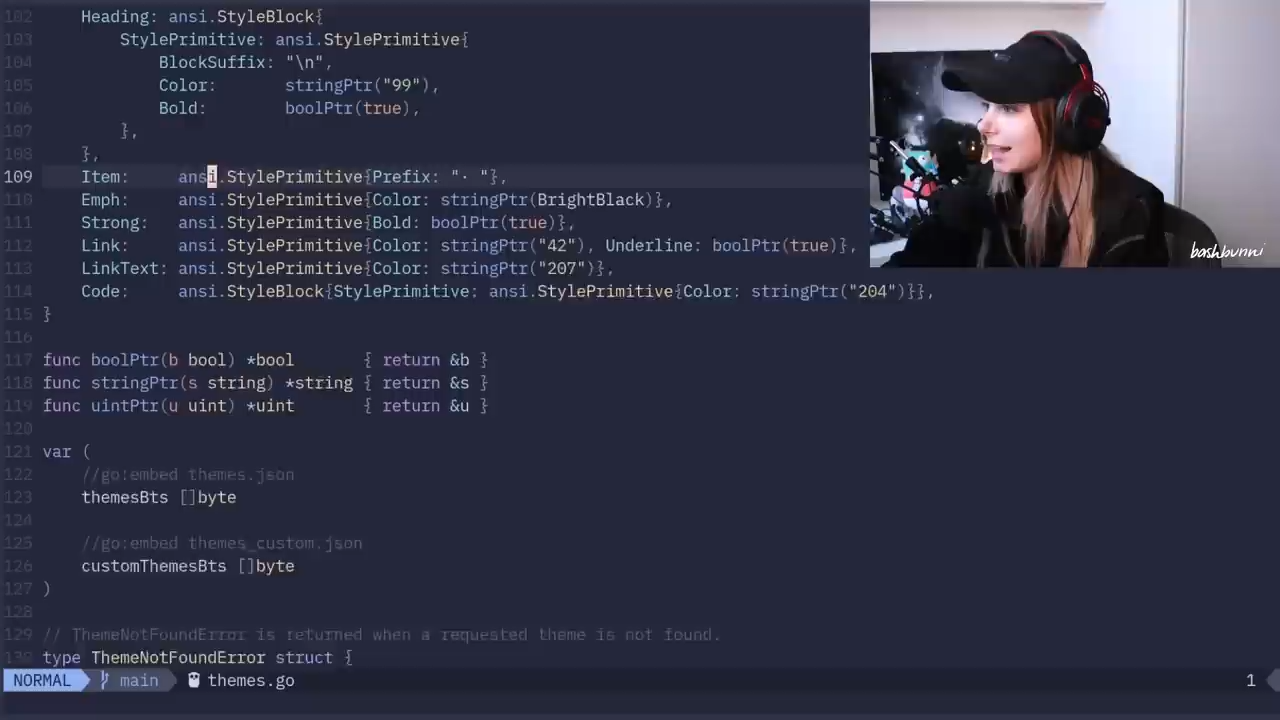 102 Heading: ansi.StyleBlock{
103 StylePrimitive: ansi.StylePrimitive{
104 BlockSuffix: "\n",
105 Color: stringPtr("99"),
106 Bold: boolPtr(true),
107 },
108 },
109 Item: ansi.StylePrimitive{Prefix: "· "},
110 Emph: ansi.StylePrimitive{Color: stringPtr(BrightBlack)},
111 Strong: ansi.StylePrimitive{Bold: boolPtr(true)},
112 Link: ansi.StylePrimitive{Color: stringPtr("42"), Underline: boolPtr(true)},
113 LinkText: ansi.StylePrimitive{Color: stringPtr("207")},
114 Code: ansi.StyleBlock{StylePrimitive: ansi.StylePrimitive{Color: stringPtr("204")}},
115 }
116
117 func boolPtr(b bool) *bool { return &b }
118 func stringPtr(s string) *string { return &s }
119 func uintPtr(u uint) *uint { return &u }
120
121 var (
122 //go:embed themes.json
123 themesBts []byte
124
125 //go:embed themes_custom.json
126 customThemesBts []byte
127 )
128
129 // ThemeNotFoundError is returned when a requested theme is not found.
130 type ThemeNotFoundError struct {
NORMAL main themes.go 1
bashbunni